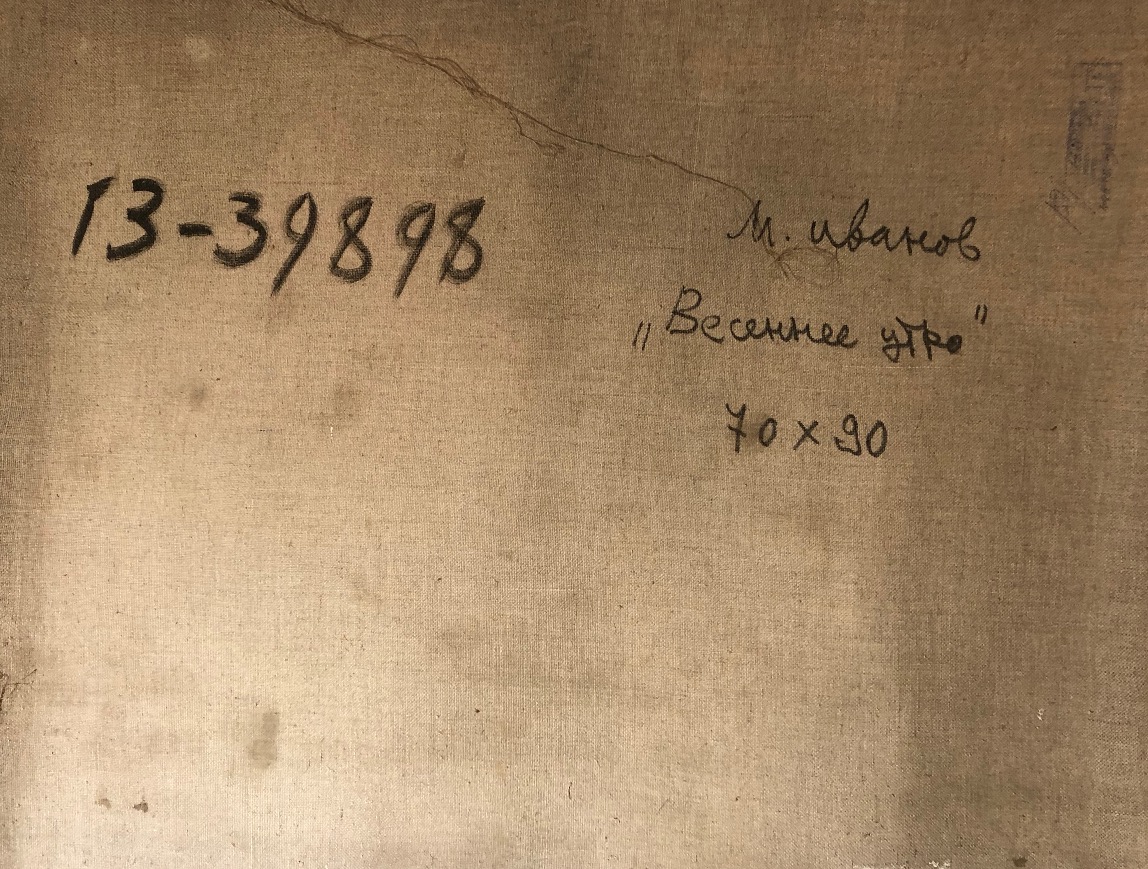 13-39898
М. Иванов
„Весеннее утро"
70 x 90